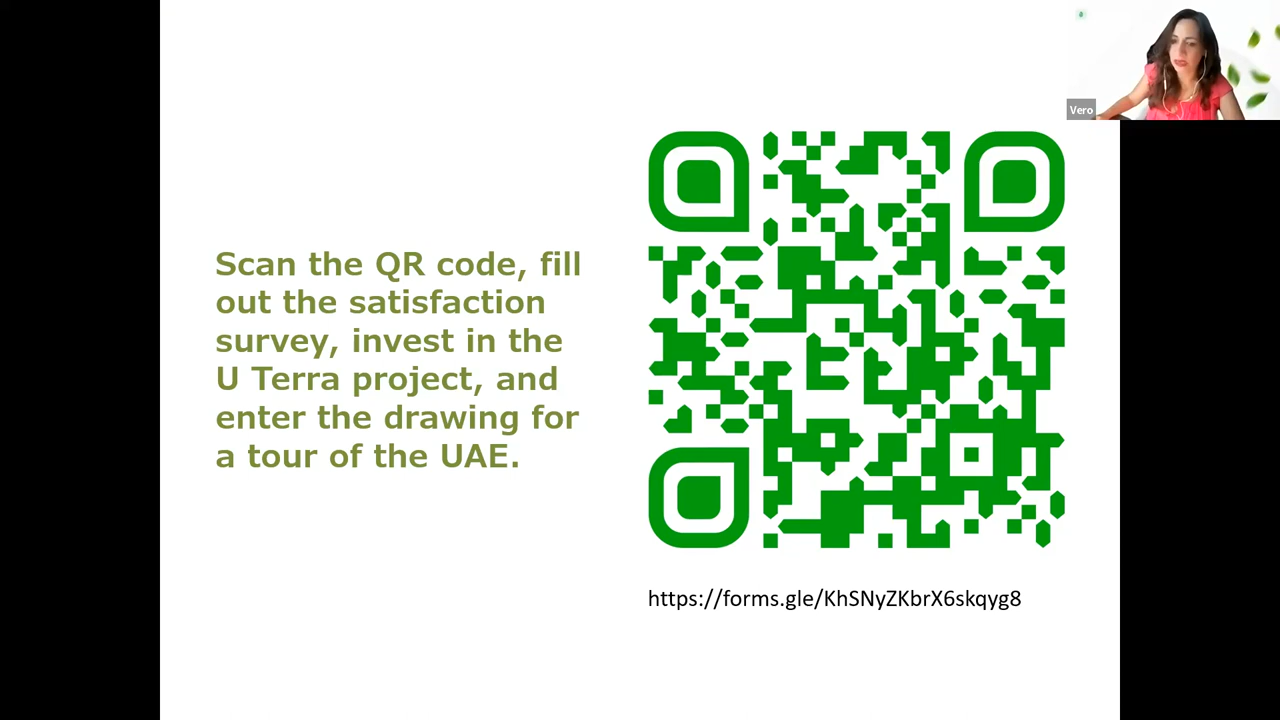 Vero
Scan the QR code, fill
out the satisfaction
survey, invest in the
U Terra project, and
enter the drawing for
a tour of the UAE.
https://forms.gle/KhSNyZKbrX6skqyg8